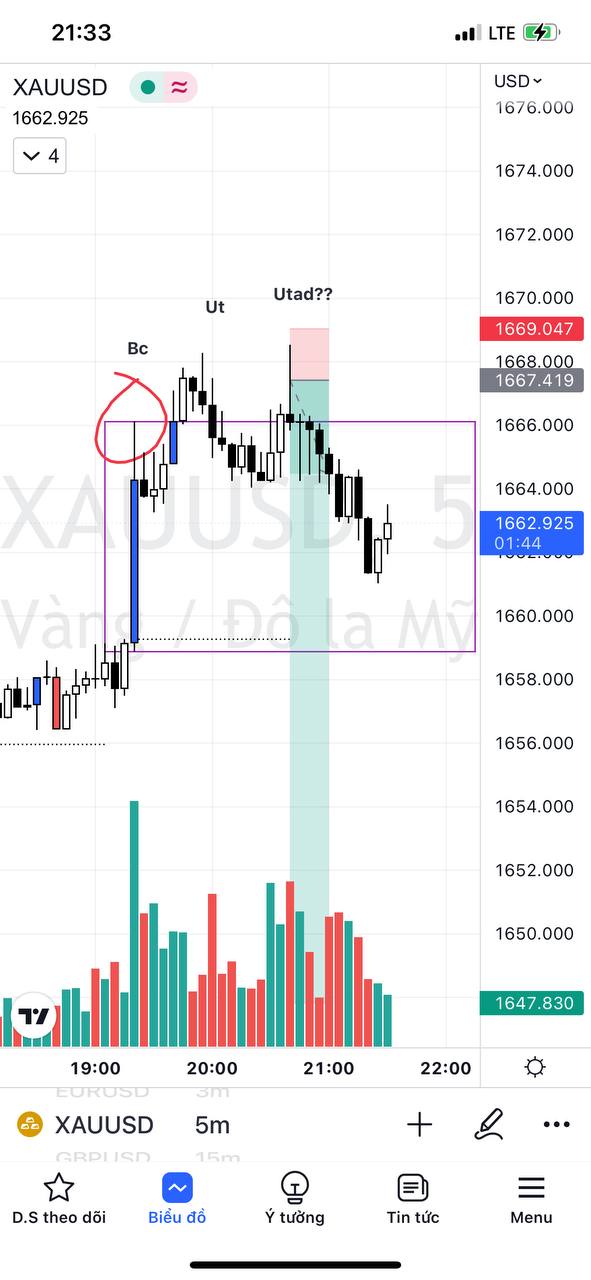 21:33
LTE
XAUUSD
USD
1662.925
4
1676.000
1674.000
1672.000
1670.000
1669.047
1668.000
1667.419
1666.000
1664.000
1662.925
01:44
1662.000
1660.000
1658.000
1656.000
1654.000
1652.000
1650.000
1647.830
Bc
Ut
Utad??
XAUUSD 5
Vàng / Đô la Mỹ
19:00
20:00
21:00
22:00
EURUSD 3m
XAUUSD 5m
GBPUSD 15m
D.S theo dõi
Biểu đồ
Ý tưởng
Tin tức
Menu